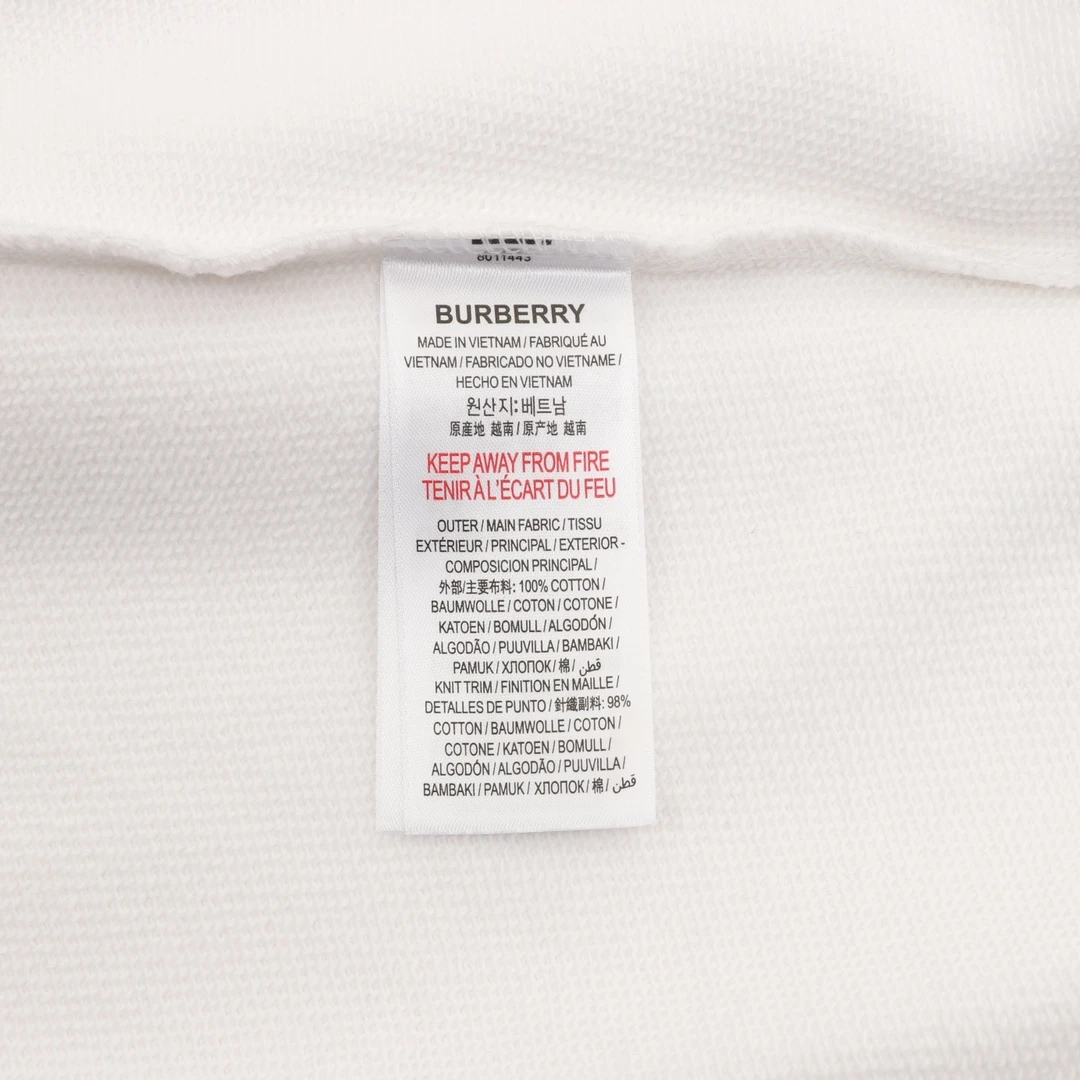 8011443
BURBERRY
MADE IN VIETNAM / FABRIQUÉ AU
VIETNAM / FABRICADO NO VIETNAME /
HECHO EN VIETNAM
원산지: 베트남
原産地 越南 / 原产地 越南
KEEP AWAY FROM FIRE
TENIR À L'ÉCART DU FEU
OUTER / MAIN FABRIC / TISSU
EXTÉRIEUR / PRINCIPAL / EXTERIOR -
COMPOSICION PRINCIPAL /
外部/主要布料: 100% COTTON /
BAUMWOLLE / COTON / COTONE /
KATOEN / BOMULL / ALGODÓN /
ALGODÃO / PUUVILLA / BAMBAKI /
PAMUK / ХЛОПОК / 棉 / قطن
KNIT TRIM / FINITION EN MAILLE /
DETALLES DE PUNTO / 針織副料: 98%
COTTON / BAUMWOLLE / COTON /
COTONE / KATOEN / BOMULL /
ALGODÓN / ALGODÃO / PUUVILLA /
BAMBAKI / PAMUK / ХЛОПОК / 棉 / قطن